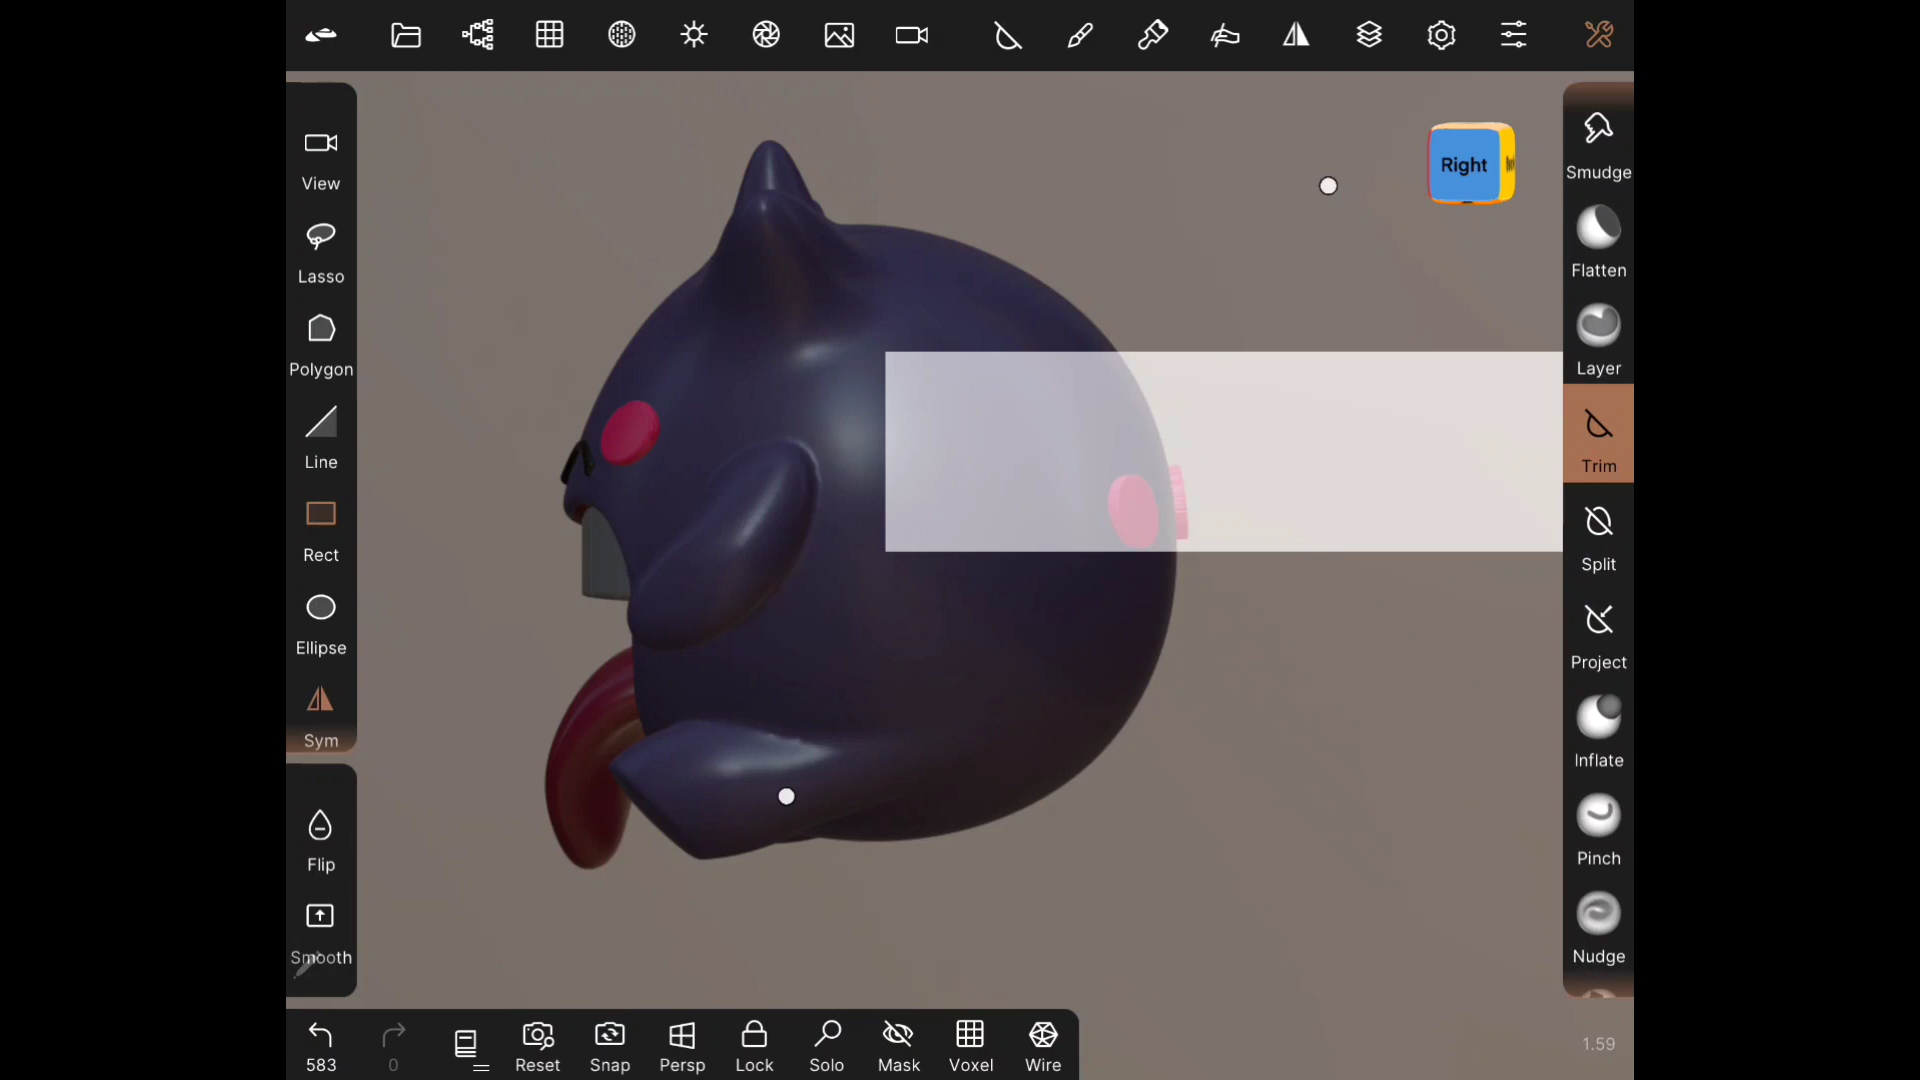 Right
View
Lasso
Polygon
Line
Rect
Ellipse
Sym
Flip
Smooth
Smudge
Flatten
Layer
Trim
Split
Project
Inflate
Pinch
Nudge
583
0
Reset
Snap
Persp
Lock
Solo
Mask
Voxel
Wire
1.59